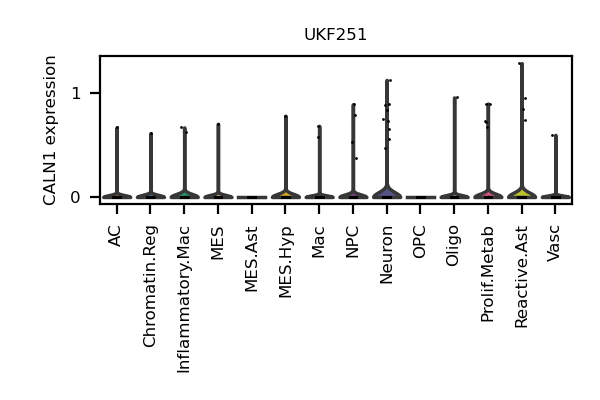 UKF251
CALN1 expression
1
0
AC
Chromatin.Reg
Inflammatory.Mac
MES
MES.Ast
MES.Hyp
Mac
NPC
Neuron
OPC
Oligo
Prolif.Metab
Reactive.Ast
Vasc